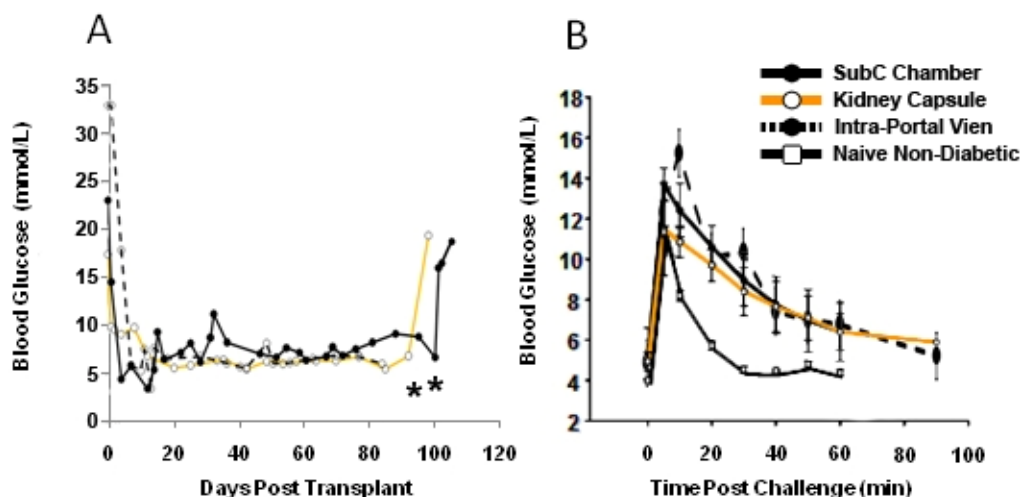 A
B
SubC Chamber
Kidney Capsule
Intra-Portal Vien
Naive Non-Diabetic
Blood Glucose (mmol/L)
35
30
25
20
15
10
5
0
0 20 40 60 80 100 120
Days Post Transplant
* *
Blood Glucose (mmol/L)
18
16
14
12
10
8
6
4
2
0 20 40 60 80 100
Time Post Challenge (min)